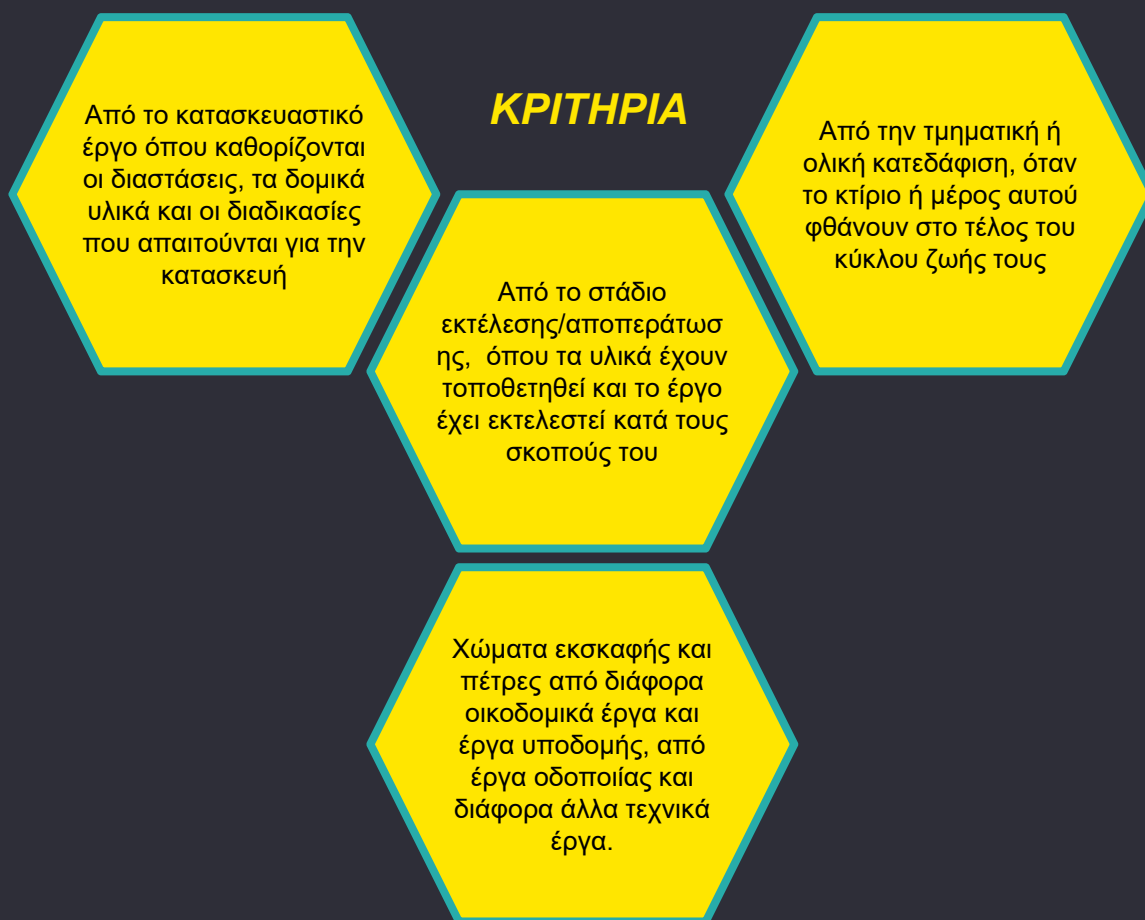 ΚΡΙΤΗΡΙΑ
Από το κατασκευαστικό
έργο όπου καθορίζονται
οι διαστάσεις, τα δομικά
υλικά και οι διαδικασίες
που απαιτούνται για την
κατασκευή
Από την τμηματική ή
ολική κατεδάφιση, όταν
το κτίριο ή μέρος αυτού
φθάνουν στο τέλος του
κύκλου ζωής τους
Από το στάδιο
εκτέλεσης/αποπεράτωσ
ης, όπου τα υλικά έχουν
τοποθετηθεί και το έργο
έχει εκτελεστεί κατά τους
σκοπούς του
Χώματα εκσκαφής και
πέτρες από διάφορα
οικοδομικά έργα και
έργα υποδομής, από
έργα οδοποιίας και
διάφορα άλλα τεχνικά
έργα.